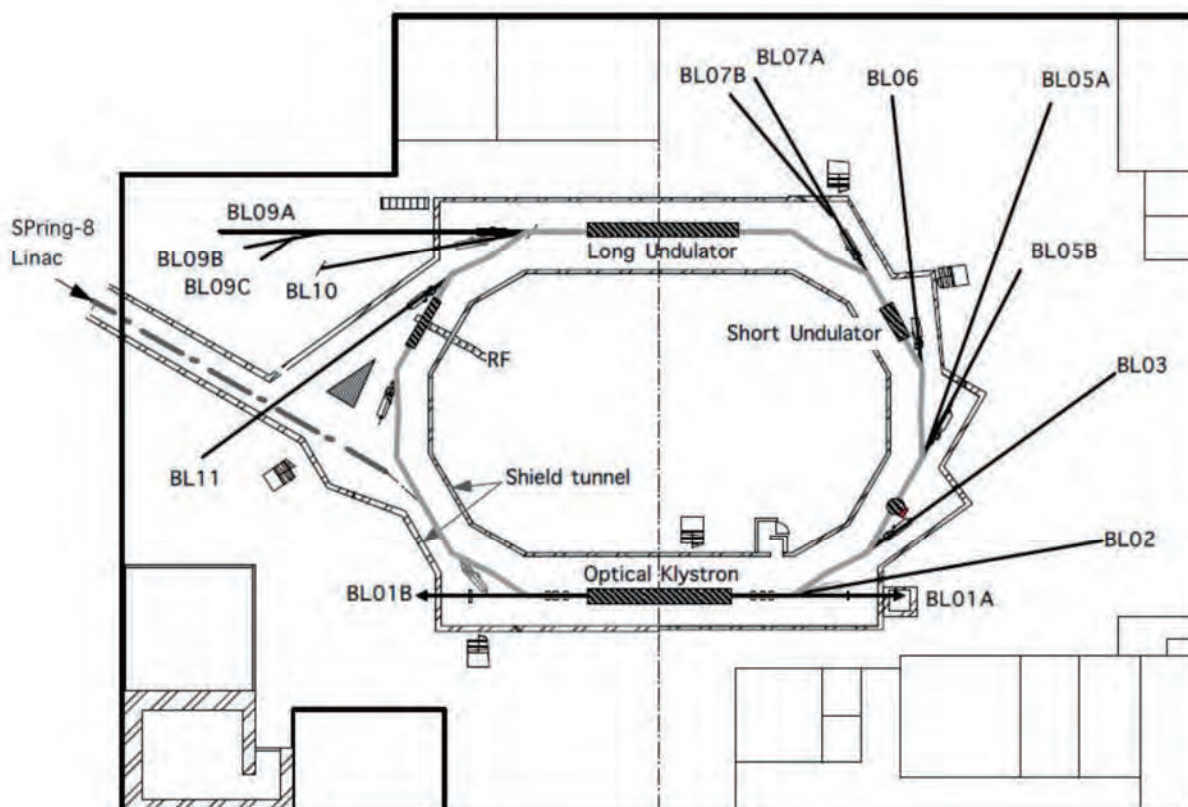 BL07A
BL07B
BL06
BL05A
BL09A
SPring-8
Linac
BL09B
BL09C
BL10
Long Undulator
BL05B
Short Undulator
RF
BL03
BL11
Shield tunnel
BL02
Optical Klystron
BL01B
BL01A